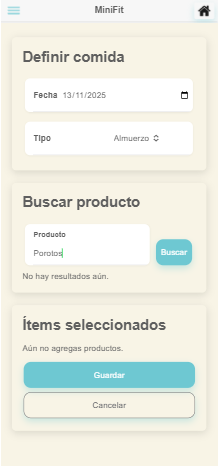 MiniFit
Definir comida
Fecha 13/11/2025
Tipo Almuerzo
Buscar producto
Producto
Porotos
Buscar
No hay resultados aún.
Ítems seleccionados
Aún no agregas productos.
Guardar
Cancelar